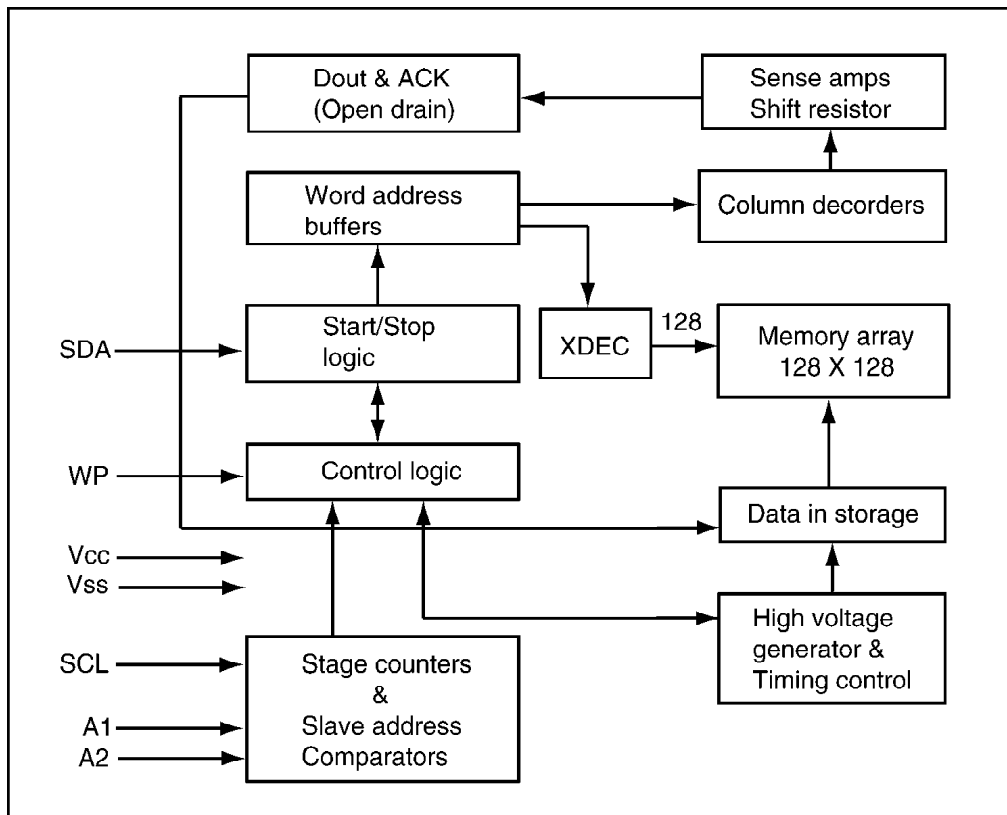 Dout & ACK
(Open drain)
Sense amps
Shift resistor
Word address
buffers
Column decorders
SDA
Start/Stop
logic
XDEC
128
Memory array
128 X 128
WP
Control logic
Data in storage
Vcc
Vss
High voltage
generator &
Timing control
SCL
A1
A2
Stage counters
&
Slave address
Comparators